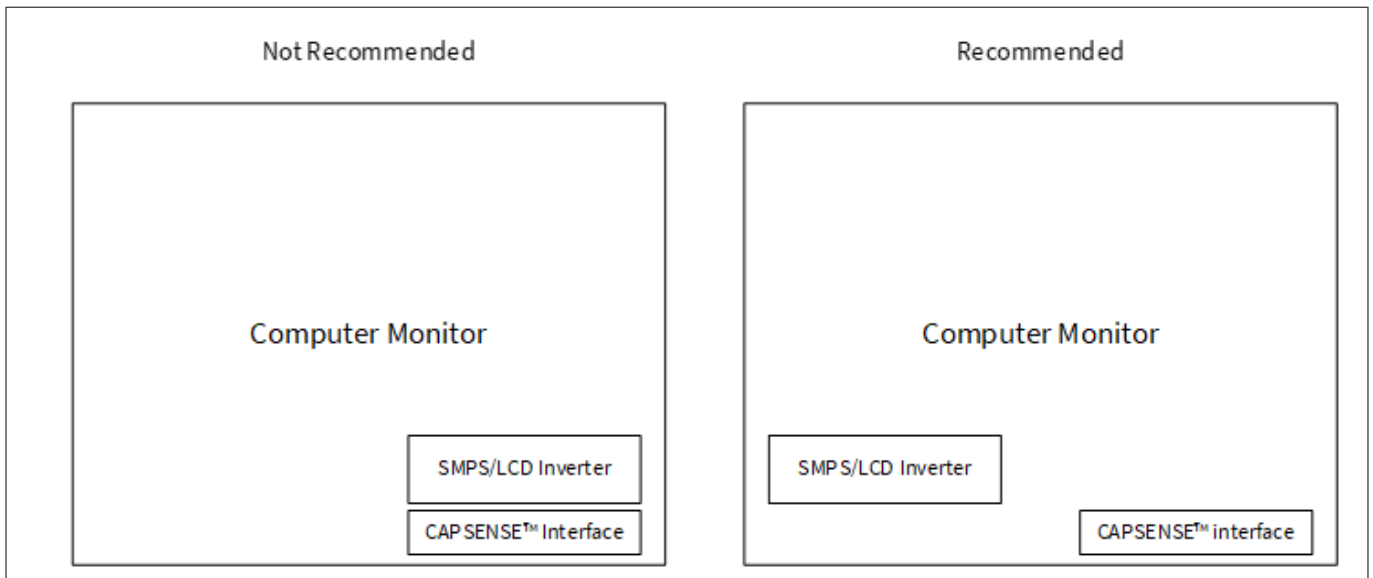 Not Recommended
Recommended
Computer Monitor
Computer Monitor
SMPS/LCD Inverter
SMPS/LCD Inverter
CAPSENSE™ Interface
CAPSENSE™ interface